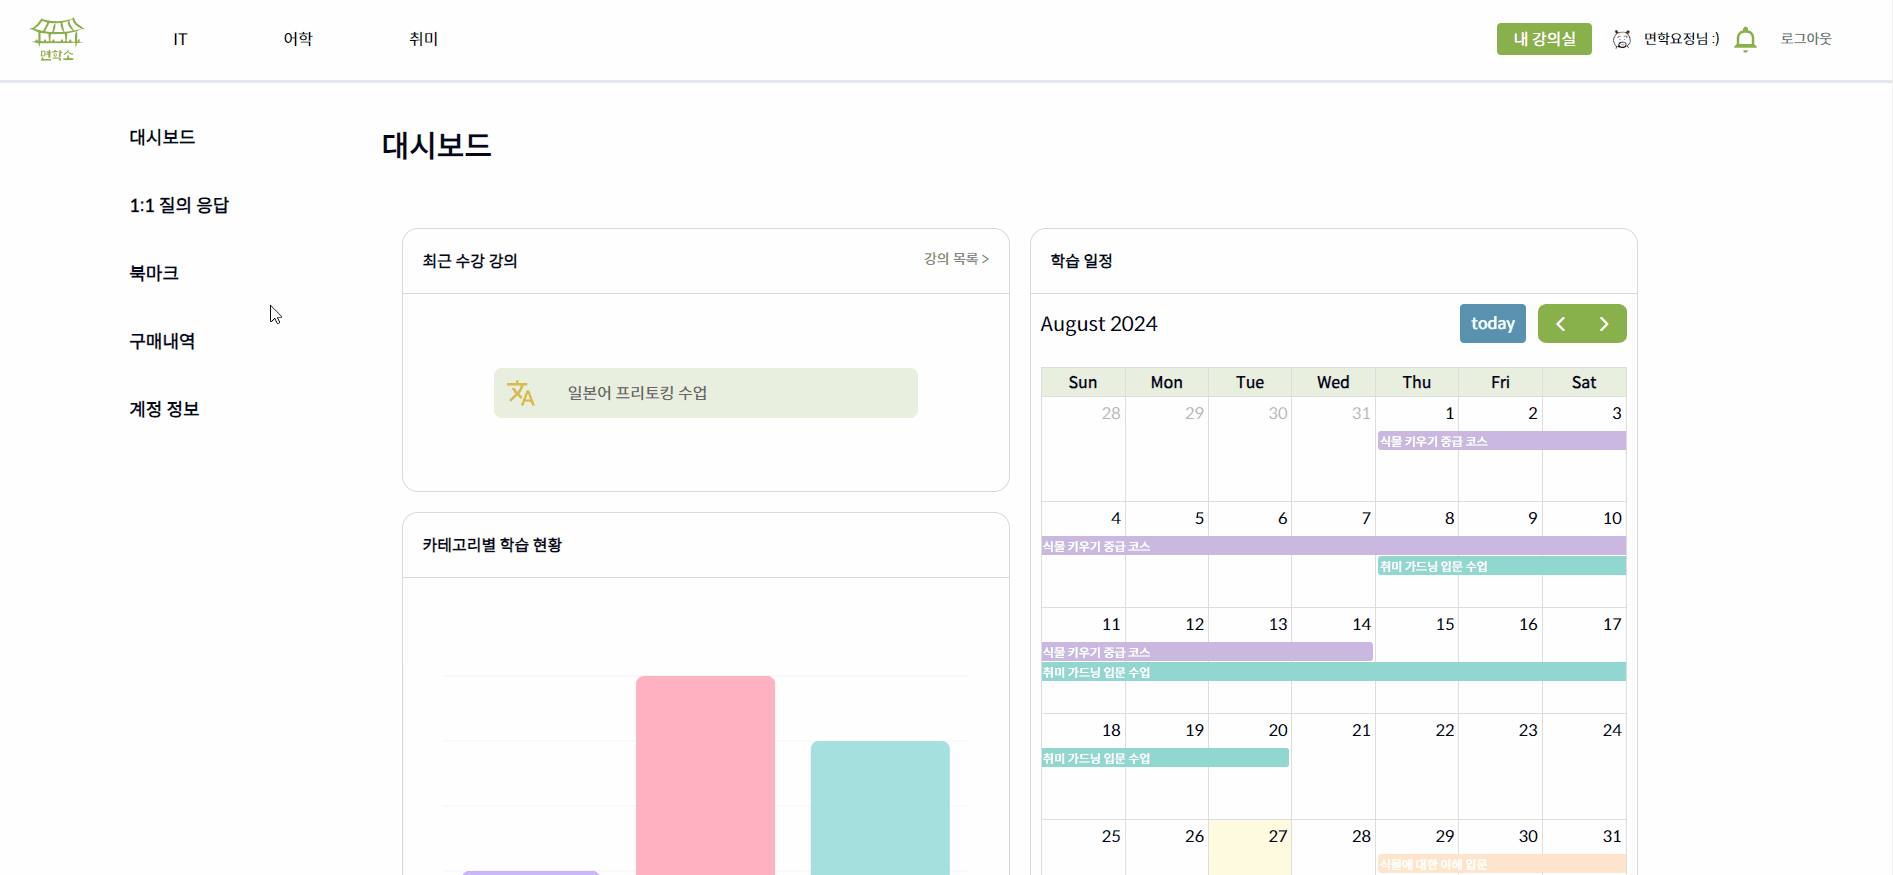 면학소
IT
어학
취미
내 강의실
면학요정님 :)
로그아웃
대시보드
1:1 질의 응답
북마크
구매내역
계정 정보
대시보드
최근 수강 강의
강의 목록 >
일본어 프리토킹 수업
카테고리별 학습 현황
학습 일정
August 2024
today
Sun Mon Tue Wed Thu Fri Sat
28 29 30 31 1 2 3
식물 키우기 중급 코스
4 5 6 7 8 9 10
식물 키우기 중급 코스
취미 가드닝 입문 수업
11 12 13 14 15 16 17
식물 키우기 중급 코스
취미 가드닝 입문 수업
18 19 20 21 22 23 24
취미 가드닝 입문 수업
25 26 27 28 29 30 31
식물에 대한 이해 입문